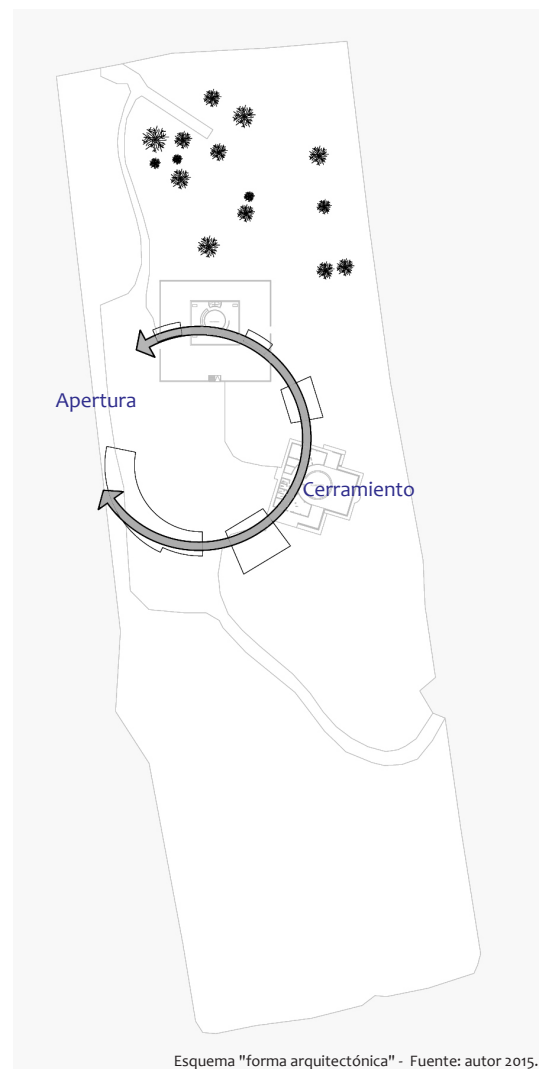 Apertura
Cerramiento
Esquema "forma arquitectónica" - Fuente: autor 2015.